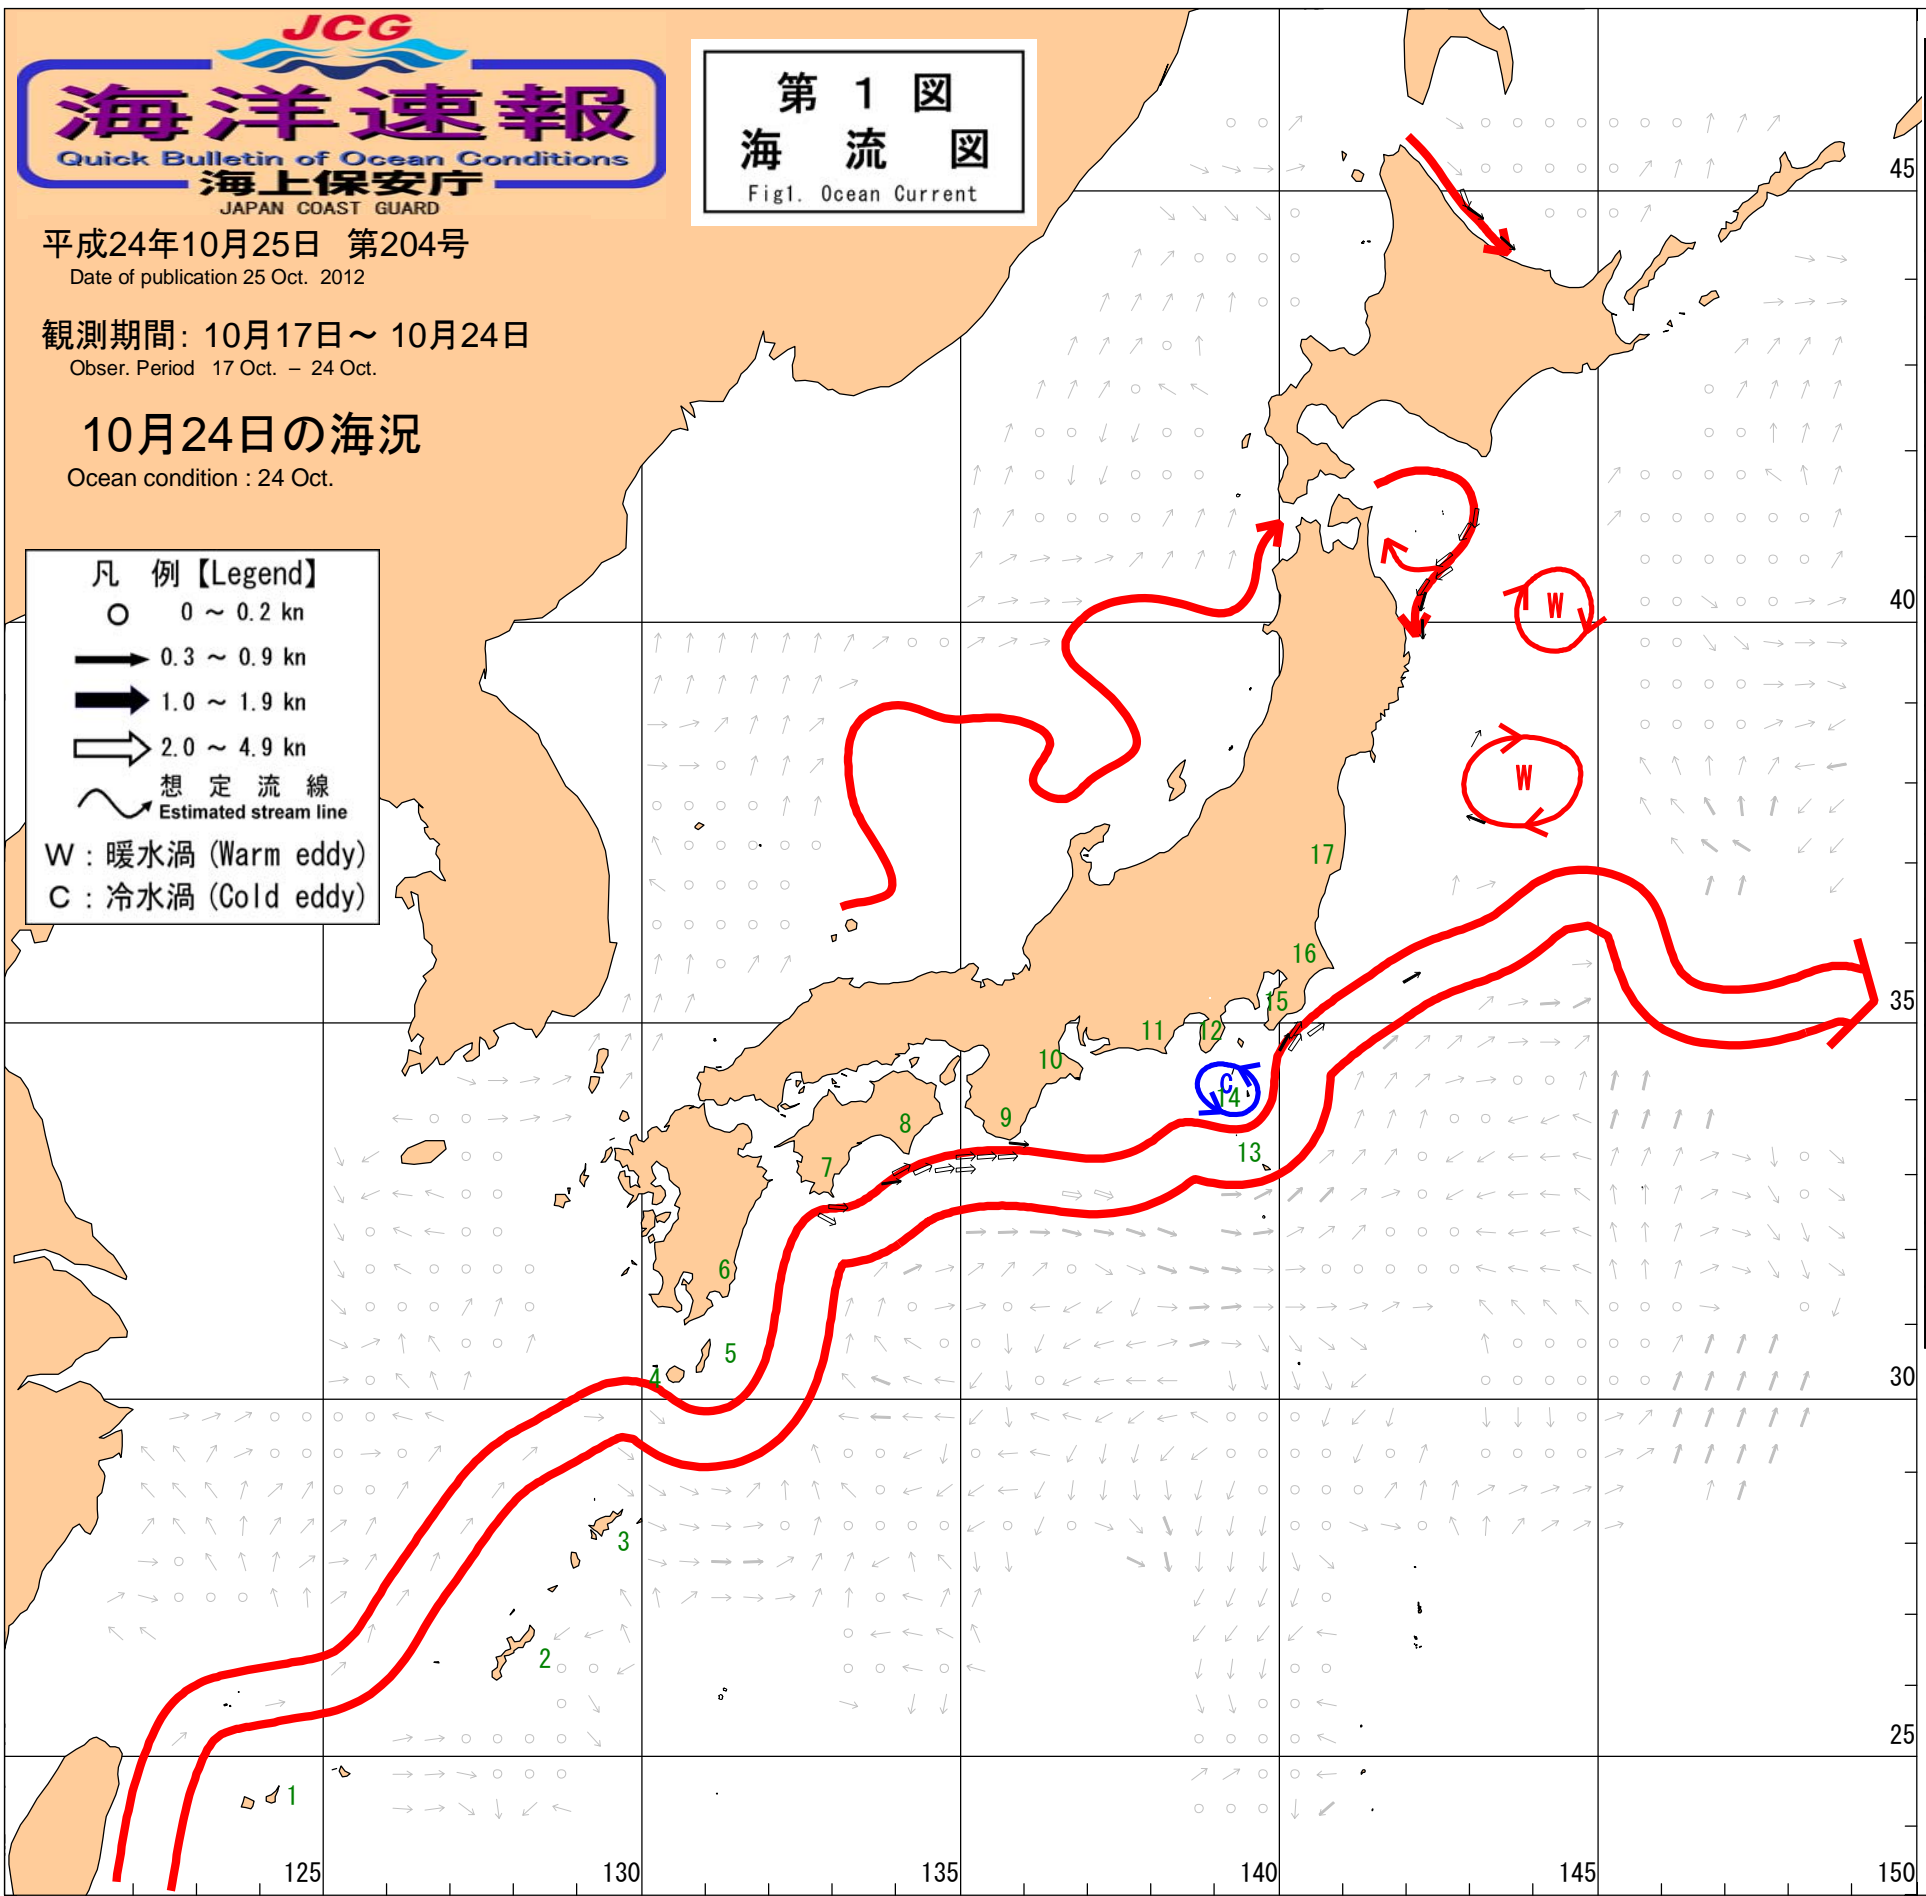 JCG
海洋速報
Quick Bulletin of Ocean Conditions
海上保安庁
JAPAN COAST GUARD
第 1 図
海 流 図
Fig1. Ocean Current
平成24年10月25日 第204号
Date of publication 25 Oct. 2012
観測期間: 10月17日～ 10月24日
Obser. Period 17 Oct. – 24 Oct.
10月24日の海況
Ocean condition : 24 Oct.
凡 例【Legend】
0 ～ 0.2 kn
0.3 ～ 0.9 kn
1.0 ～ 1.9 kn
2.0 ～ 4.9 kn
想 定 流 線
Estimated stream line
W : 暖水渦 (Warm eddy)
C : 冷水渦 (Cold eddy)
45
40
35
30
25
125
130
135
140
145
150
W
W
C
17
16
15
14
13
12
11
10
9
8
7
6
5
4
3
2
1